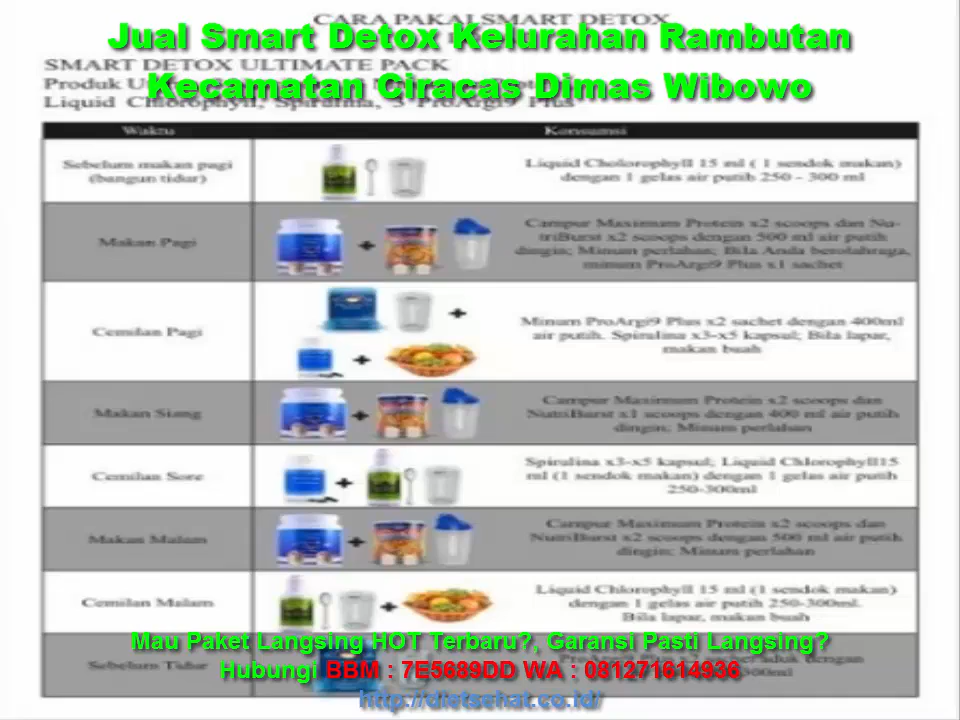 CARA PAKAI SMART DETOX
Jual Smart Detox Kelurahan Rambutan
SMART DETOX ULTIMATE PACK
Kecamatan Ciracas Dimas Wibowo
Produk
Liquid Chlorophyll, Spirulina, 3 ProArgi9 Plus
Waktu Konsumsi
Sebelum makan pagi
(bangun tidur)
Liquid Cholorophyll 15 ml ( 1 sendok makan)
dengan 1 gelas air putih 250 - 300 ml
Makan Pagi
Campur Maximum Protein x2 scoops dan Nu-
triBurst x2 scoops dengan 500 ml air putih
dingin; Minum perlahan; Bila Anda berolahraga,
minum ProArgi9 Plus x1 sachet
Cemilan Pagi
Minum ProArgi9 Plus x2 sachet dengan 400ml
air putih. Spirulina x3-x5 kapsul; Bila lapar,
makan buah
Makan Siang
Campur Maximum Protein x2 scoops dan
NutriBurst x1 scoops dengan 400 ml air putih
dingin; Minum perlahan
Cemilan Sore
Spirulina x3-x5 kapsul; Liquid Chlorophyll15
ml (1 sendok makan) dengan 1 gelas air putih
250-300ml
Makan Malam
Campur Maximum Protein x2 scoops dan
NutriBurst x2 scoops dengan 500 ml air putih
dingin; Minum perlahan
Cemilan Malam
Liquid Chlorophyll 15 ml (1 sendok makan)
dengan 1 gelas air putih 250-300ml.
Bila lapar, makan buah
Mau Paket Langsing HOT Terbaru?, Garansi Pasti Langsing?
Sebelum Tidur
dengan
Hubungi BBM : 7E5689DD WA : 081271614936
http://dietsehat.co.id/